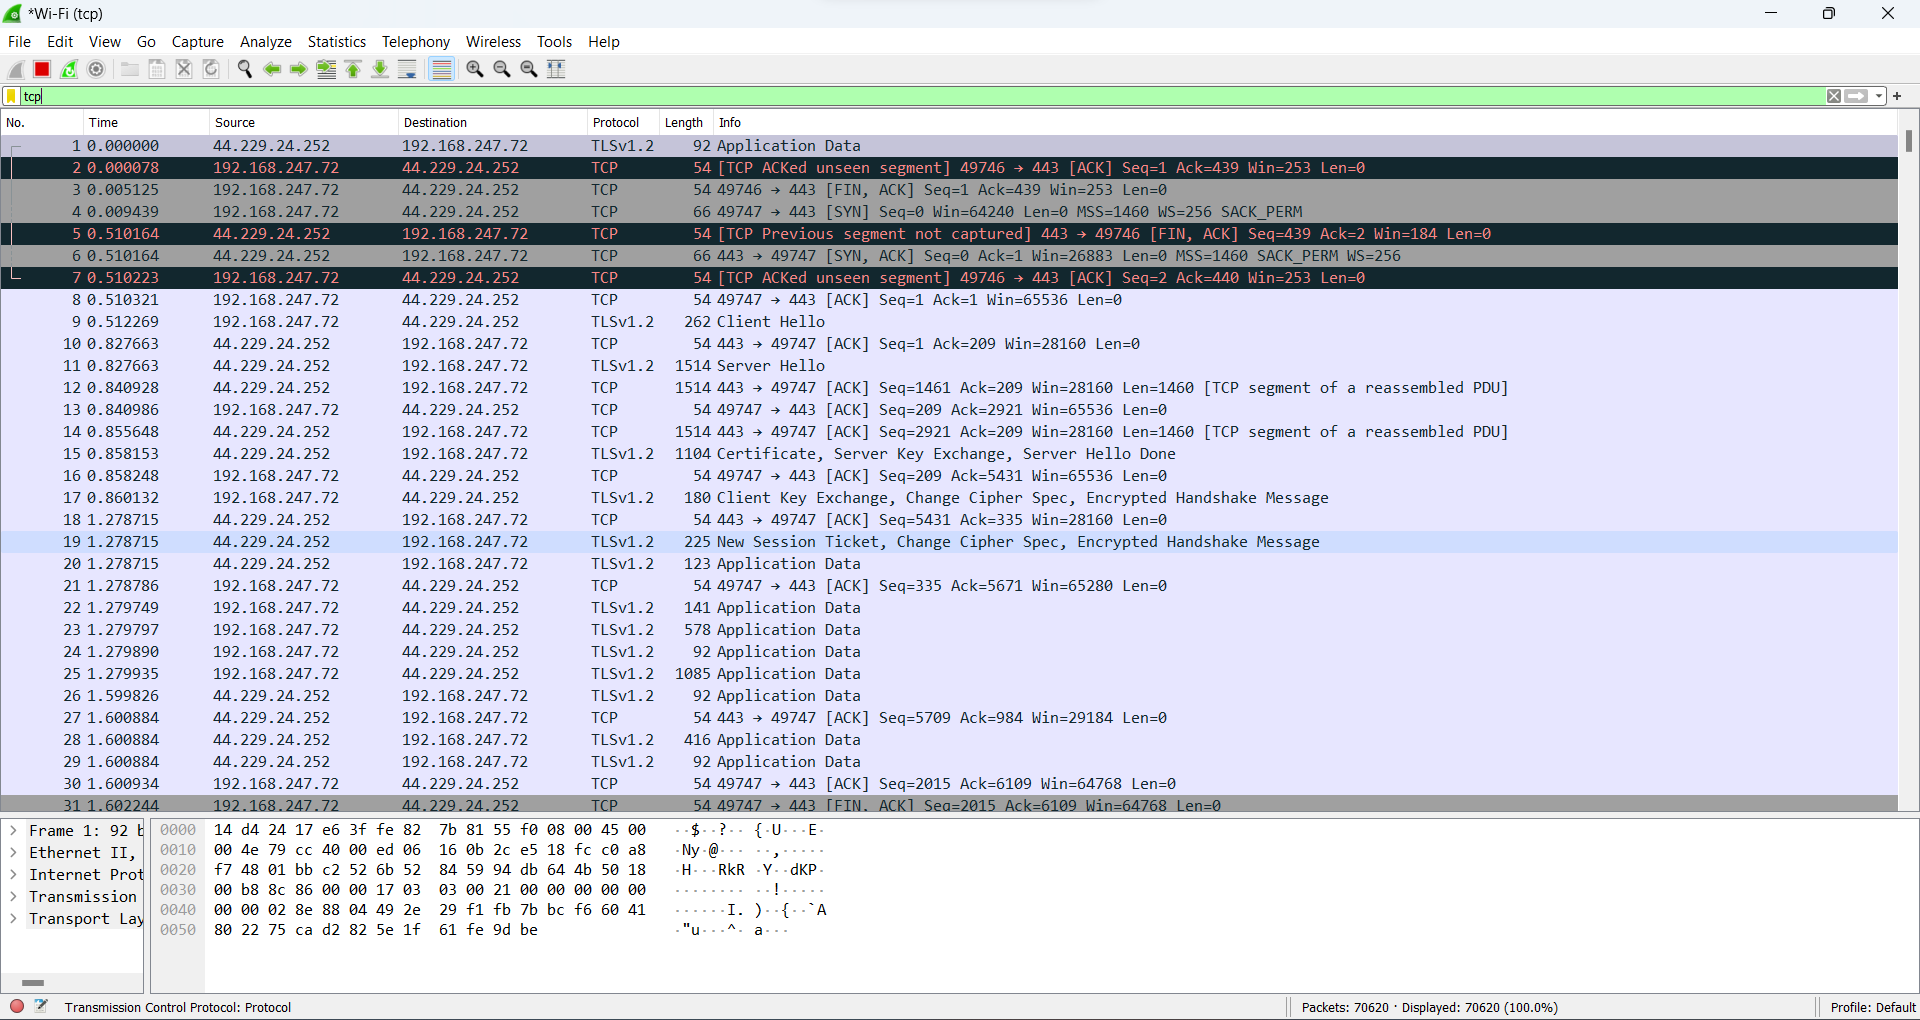 *Wi-Fi (tcp)
File Edit View Go Capture Analyze Statistics Telephony Wireless Tools Help
tcp
No. Time Source Destination Protocol Length Info
1 0.000000 44.229.24.252 192.168.247.72 TLSv1.2 92 Application Data
2 0.000078 192.168.247.72 44.229.24.252 TCP 54 [TCP ACKed unseen segment] 49746 → 443 [ACK] Seq=1 Ack=439 Win=253 Len=0
3 0.005125 192.168.247.72 44.229.24.252 TCP 54 49746 → 443 [FIN, ACK] Seq=1 Ack=439 Win=253 Len=0
4 0.009439 192.168.247.72 44.229.24.252 TCP 66 49747 → 443 [SYN] Seq=0 Win=64240 Len=0 MSS=1460 WS=256 SACK_PERM
5 0.510164 44.229.24.252 192.168.247.72 TCP 54 [TCP Previous segment not captured] 443 → 49746 [FIN, ACK] Seq=439 Ack=2 Win=184 Len=0
6 0.510164 44.229.24.252 192.168.247.72 TCP 66 443 → 49747 [SYN, ACK] Seq=0 Ack=1 Win=26883 Len=0 MSS=1460 SACK_PERM WS=256
7 0.510223 192.168.247.72 44.229.24.252 TCP 54 [TCP ACKed unseen segment] 49746 → 443 [ACK] Seq=2 Ack=440 Win=253 Len=0
8 0.510321 192.168.247.72 44.229.24.252 TCP 54 49747 → 443 [ACK] Seq=1 Ack=1 Win=65536 Len=0
9 0.512269 192.168.247.72 44.229.24.252 TLSv1.2 262 Client Hello
10 0.827663 44.229.24.252 192.168.247.72 TCP 54 443 → 49747 [ACK] Seq=1 Ack=209 Win=28160 Len=0
11 0.827663 44.229.24.252 192.168.247.72 TLSv1.2 1514 Server Hello
12 0.840928 44.229.24.252 192.168.247.72 TCP 1514 443 → 49747 [ACK] Seq=1461 Ack=209 Win=28160 Len=1460 [TCP segment of a reassembled PDU]
13 0.840986 192.168.247.72 44.229.24.252 TCP 54 49747 → 443 [ACK] Seq=209 Ack=2921 Win=65536 Len=0
14 0.855648 44.229.24.252 192.168.247.72 TCP 1514 443 → 49747 [ACK] Seq=2921 Ack=209 Win=28160 Len=1460 [TCP segment of a reassembled PDU]
15 0.858153 44.229.24.252 192.168.247.72 TLSv1.2 1104 Certificate, Server Key Exchange, Server Hello Done
16 0.858248 192.168.247.72 44.229.24.252 TCP 54 49747 → 443 [ACK] Seq=209 Ack=5431 Win=65536 Len=0
17 0.860132 192.168.247.72 44.229.24.252 TLSv1.2 180 Client Key Exchange, Change Cipher Spec, Encrypted Handshake Message
18 1.278715 44.229.24.252 192.168.247.72 TCP 54 443 → 49747 [ACK] Seq=5431 Ack=335 Win=28160 Len=0
19 1.278715 44.229.24.252 192.168.247.72 TLSv1.2 225 New Session Ticket, Change Cipher Spec, Encrypted Handshake Message
20 1.278715 44.229.24.252 192.168.247.72 TLSv1.2 123 Application Data
21 1.278786 192.168.247.72 44.229.24.252 TCP 54 49747 → 443 [ACK] Seq=335 Ack=5671 Win=65280 Len=0
22 1.279749 192.168.247.72 44.229.24.252 TLSv1.2 141 Application Data
23 1.279797 192.168.247.72 44.229.24.252 TLSv1.2 578 Application Data
24 1.279890 192.168.247.72 44.229.24.252 TLSv1.2 92 Application Data
25 1.279935 192.168.247.72 44.229.24.252 TLSv1.2 1085 Application Data
26 1.599826 44.229.24.252 192.168.247.72 TLSv1.2 92 Application Data
27 1.600884 44.229.24.252 192.168.247.72 TCP 54 443 → 49747 [ACK] Seq=5709 Ack=984 Win=29184 Len=0
28 1.600884 44.229.24.252 192.168.247.72 TLSv1.2 416 Application Data
29 1.600884 44.229.24.252 192.168.247.72 TLSv1.2 92 Application Data
30 1.600934 192.168.247.72 44.229.24.252 TCP 54 49747 → 443 [ACK] Seq=2015 Ack=6109 Win=64768 Len=0
31 1.602244 192.168.247.72 44.229.24.252 TCP 54 49747 → 443 [FIN, ACK] Seq=2015 Ack=6109 Win=64768 Len=0
Frame 1: 92 b
Ethernet II,
Internet Prot
Transmission
Transport Lay
0000 14 d4 24 17 e6 3f fe 82 7b 81 55 f0 08 00 45 00 ··$··?·· {·U···E·
0010 00 4e 79 cc 40 00 ed 06 16 0b 2c e5 18 fc c0 a8 ·Ny·@··· ··,·····
0020 f7 48 01 bb c2 52 6b 52 84 59 94 db 64 4b 50 18 ·H···RkR ·Y··dKP·
0030 00 b8 8c 86 00 00 17 03 03 00 21 00 00 00 00 00 ········ ··!·····
0040 00 00 02 8e 88 04 49 2e 29 f1 fb 7b bc f6 60 41 ······I. )··{··`A
0050 80 22 75 ca d2 82 5e 1f 61 fe 9d be ·"u···^· a···
Transmission Control Protocol: Protocol
Packets: 70620 · Displayed: 70620 (100.0%)
Profile: Default